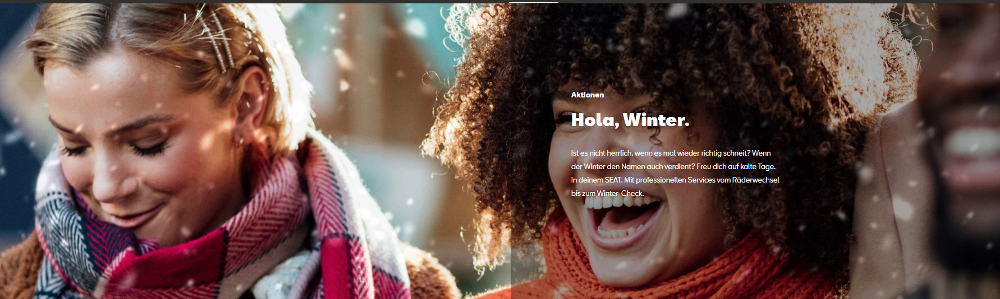 Aktionen
Hola, Winter.
Ist es nicht herrlich, wenn es mal wieder richtig schneit? Wenn
der Winter den Namen auch verdient? Freu dich auf kalte Tage.
In deinem SEAT. Mit professionellen Services vom Räderwechsel
bis zum Winter-Check.